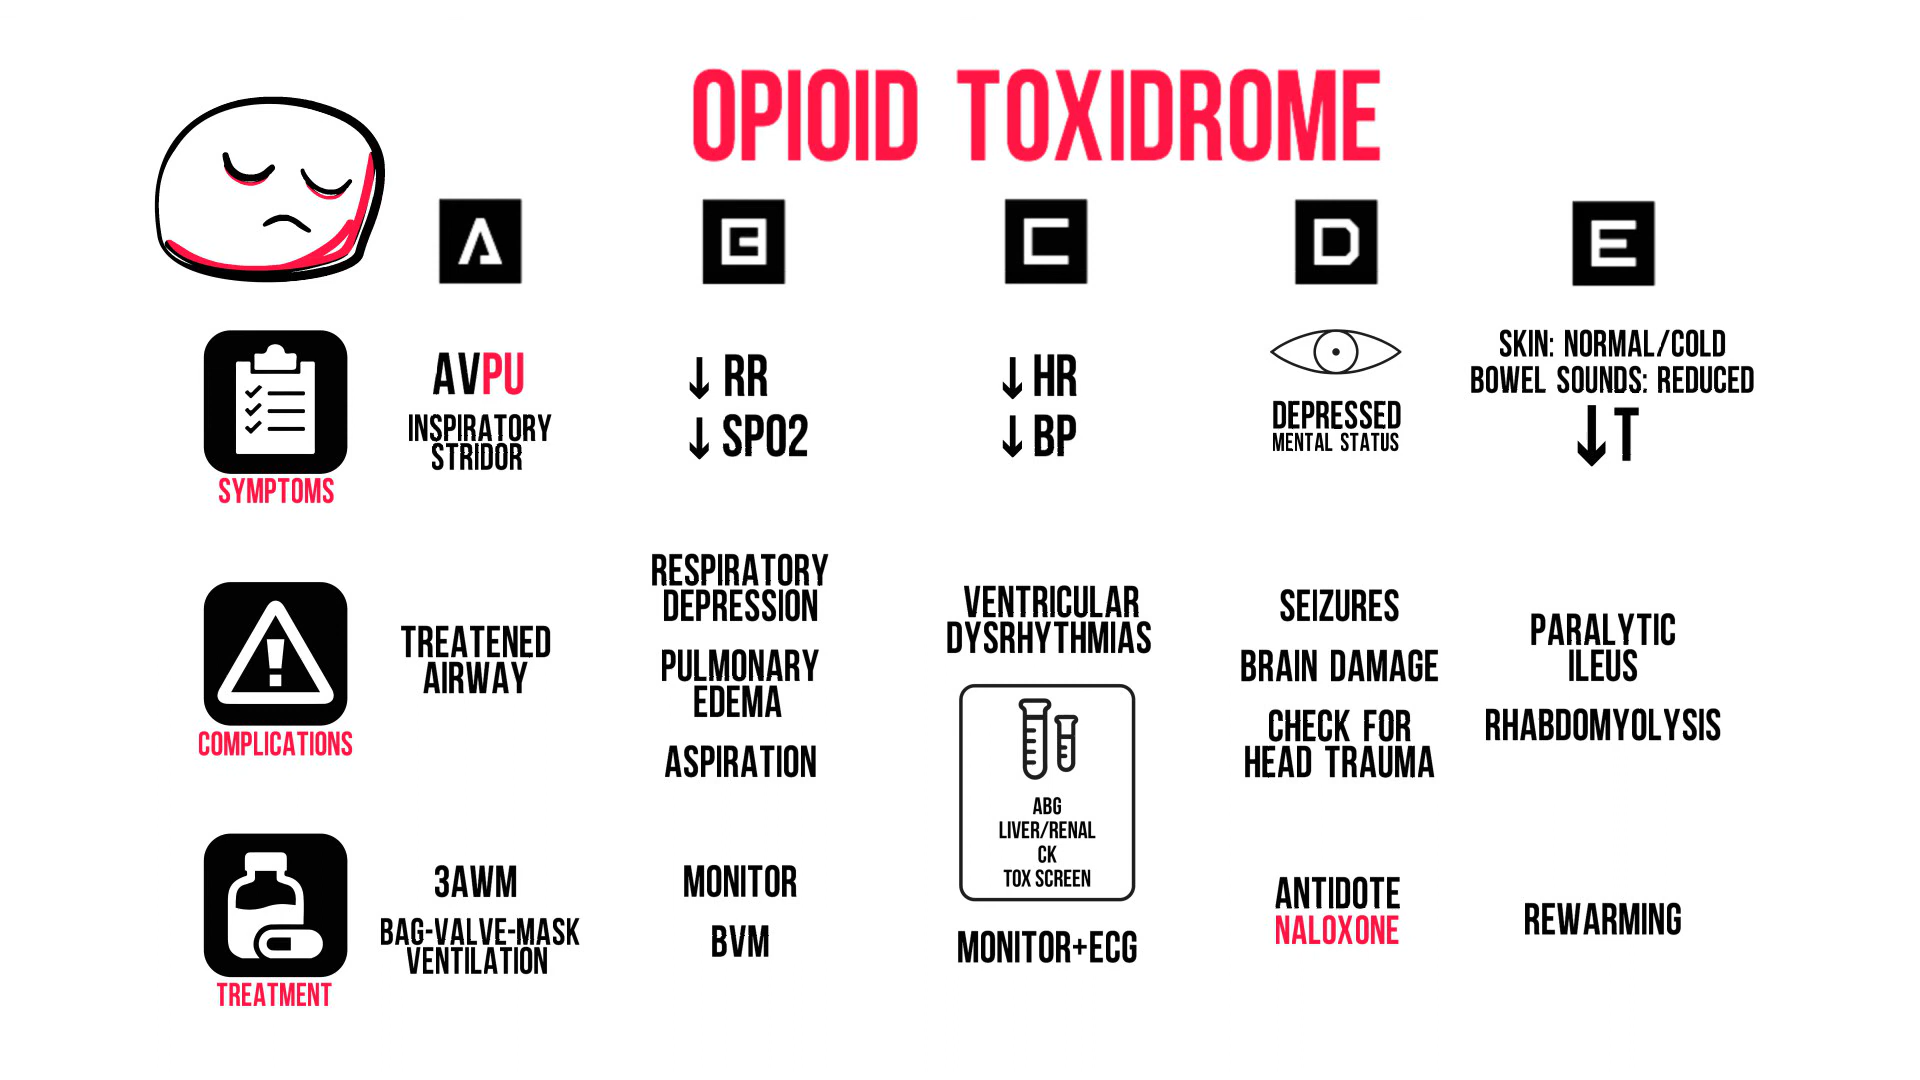 OPIOID TOXIDROME
A B C D E
SYMPTOMS
AVPU
INSPIRATORY
STRIDOR
↓ RR
↓ SPO2
↓ HR
↓ BP
DEPRESSED
MENTAL STATUS
SKIN: NORMAL/COLD
BOWEL SOUNDS: REDUCED
↓T
COMPLICATIONS
TREATENED
AIRWAY
RESPIRATORY
DEPRESSION
PULMONARY
EDEMA
ASPIRATION
VENTRICULAR
DYSRHYTHMIAS
ABG
LIVER/RENAL
CK
TOX SCREEN
SEIZURES
BRAIN DAMAGE
CHECK FOR
HEAD TRAUMA
PARALYTIC
ILEUS
RHABDOMYOLYSIS
TREATMENT
3AWM
BAG-VALVE-MASK
VENTILATION
MONITOR
BVM
MONITOR+ECG
ANTIDOTE
NALOXONE
REWARMING